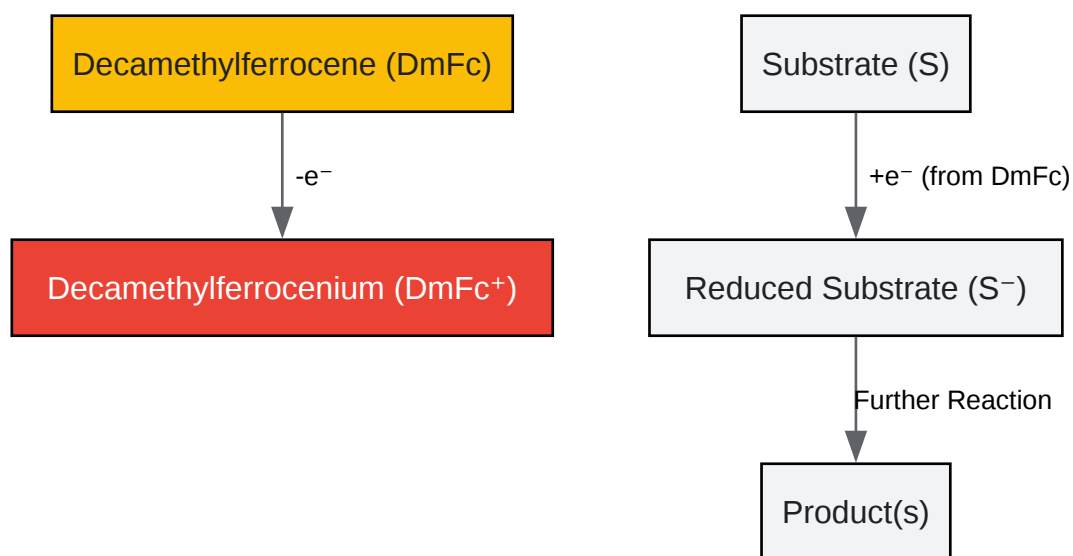 Decamethylferrocene (DmFc)
-e⁻
Decamethylferrocenium (DmFc⁺)
Substrate (S)
+e⁻ (from DmFc)
Reduced Substrate (S⁻)
Further Reaction
Product(s)